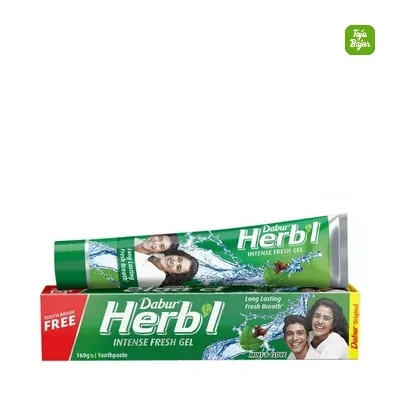 Taja
Bajar
Dabur
Herb'l
INTENSE FRESH GEL
Long Lasting
Fresh Breath
TOOTH BRUSH
FREE
Dabur
Herb'l
INTENSE FRESH GEL
160g℮ | Toothpaste
Long Lasting
Fresh Breath*
MINT & CLOVE
Dabur Original